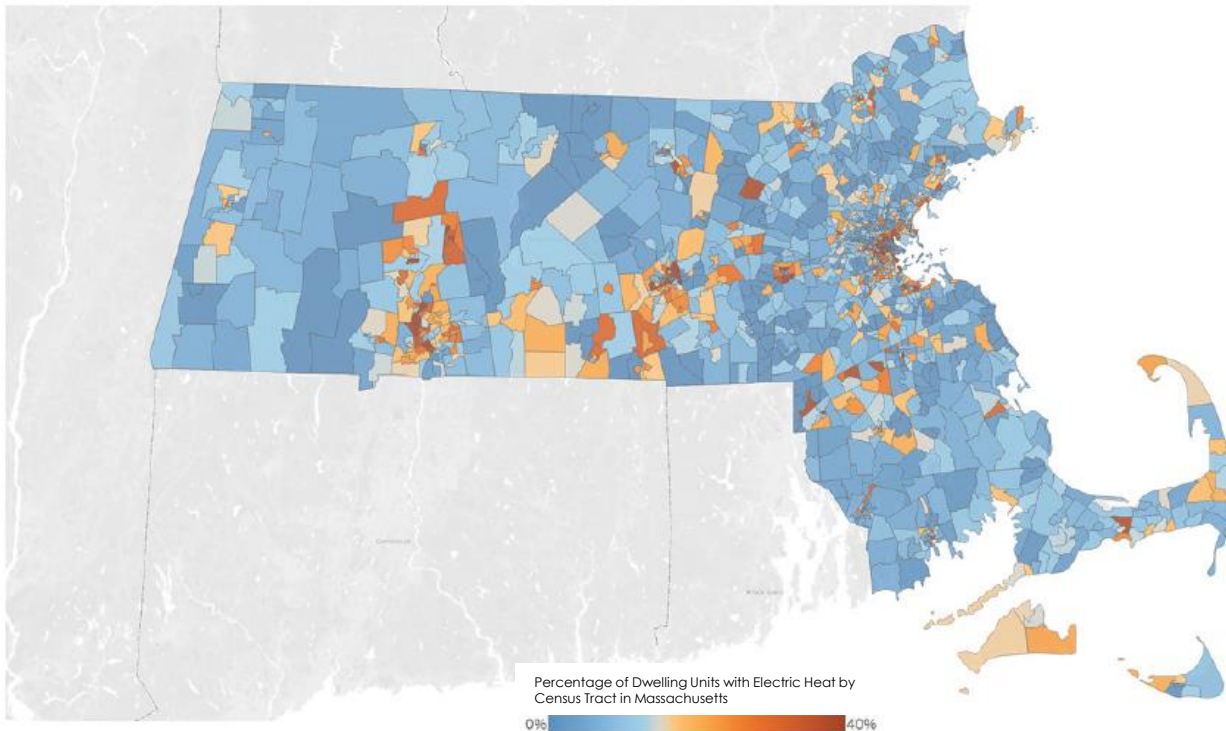 Percentage of Dwelling Units with Electric Heat by
Census Tract in Massachusetts
0%
40%